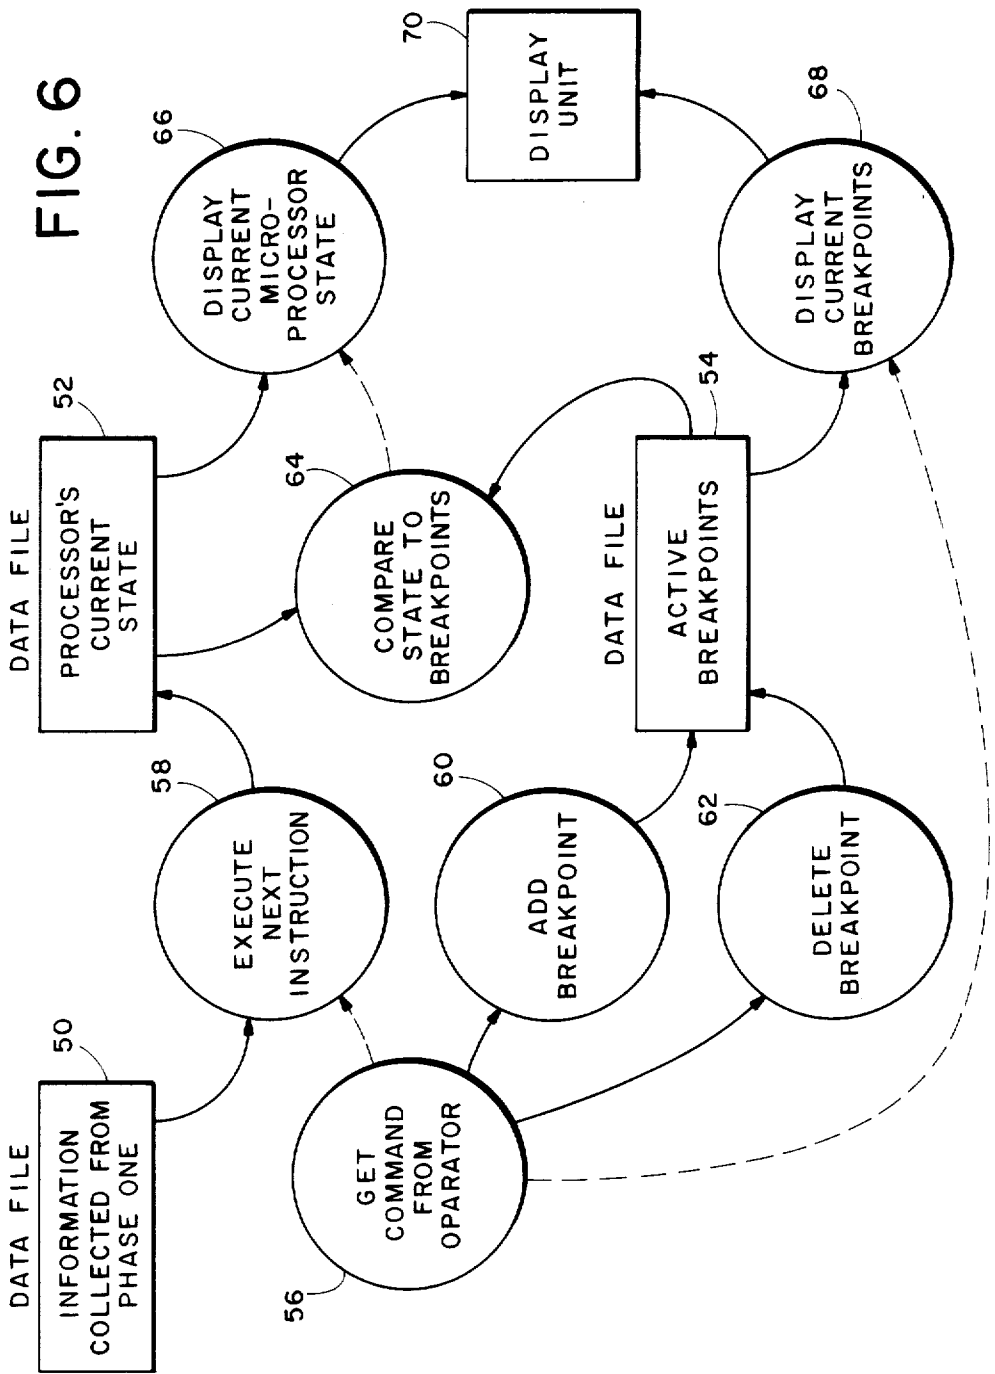 FIG. 6
DATA FILE
50
INFORMATION
COLLECTED FROM
PHASE ONE
DATA FILE
52
PROCESSOR'S
CURRENT
STATE
58
EXECUTE
NEXT
INSTRUCTION
66
DISPLAY
CURRENT
MICRO-
PROCESSOR
STATE
56
GET
COMMAND
FROM
OPARATOR
64
COMPARE
STATE TO
BREAKPOINTS
70
DISPLAY
UNIT
60
ADD
BREAKPOINT
DATA FILE
54
ACTIVE
BREAKPOINTS
62
DELETE
BREAKPOINT
68
DISPLAY
CURRENT
BREAKPOINTS